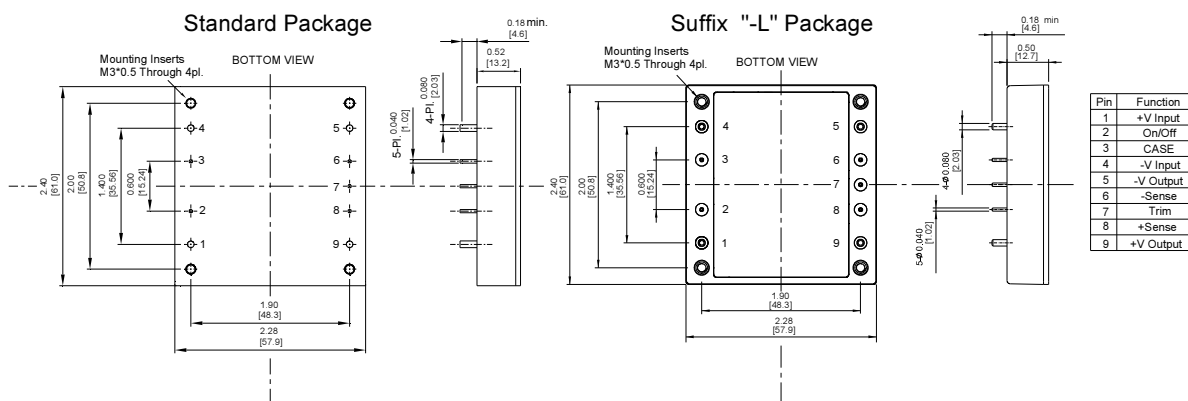 Standard Package
Mounting Inserts
M3*0.5 Through 4pl.
BOTTOM VIEW
0.18 min.
[4.6]
0.52
[13.2]
0.080
[2.03]
4-Pl.
0.040
[1.02]
5-Pl.
2.40
[61.0]
2.00
[50.8]
1.400
[35.56]
0.600
[15.24]
4
3
2
1
5
6
7
8
9
1.90
[48.3]
2.28
[57.9]
Suffix "-L" Package
Mounting Inserts
M3*0.5 Through 4pl.
BOTTOM VIEW
0.18 min
[4.6]
0.50
[12.7]
2.40
[61.0]
2.00
[50.8]
1.400
[35.56]
0.600
[15.24]
4
3
2
1
5
6
7
8
9
4-ø0.080
[2.03]
5-ø0.040
[1.02]
1.90
[48.3]
2.28
[57.9]
Pin Function
1 +V Input
2 On/Off
3 CASE
4 -V Input
5 -V Output
6 -Sense
7 Trim
8 +Sense
9 +V Output